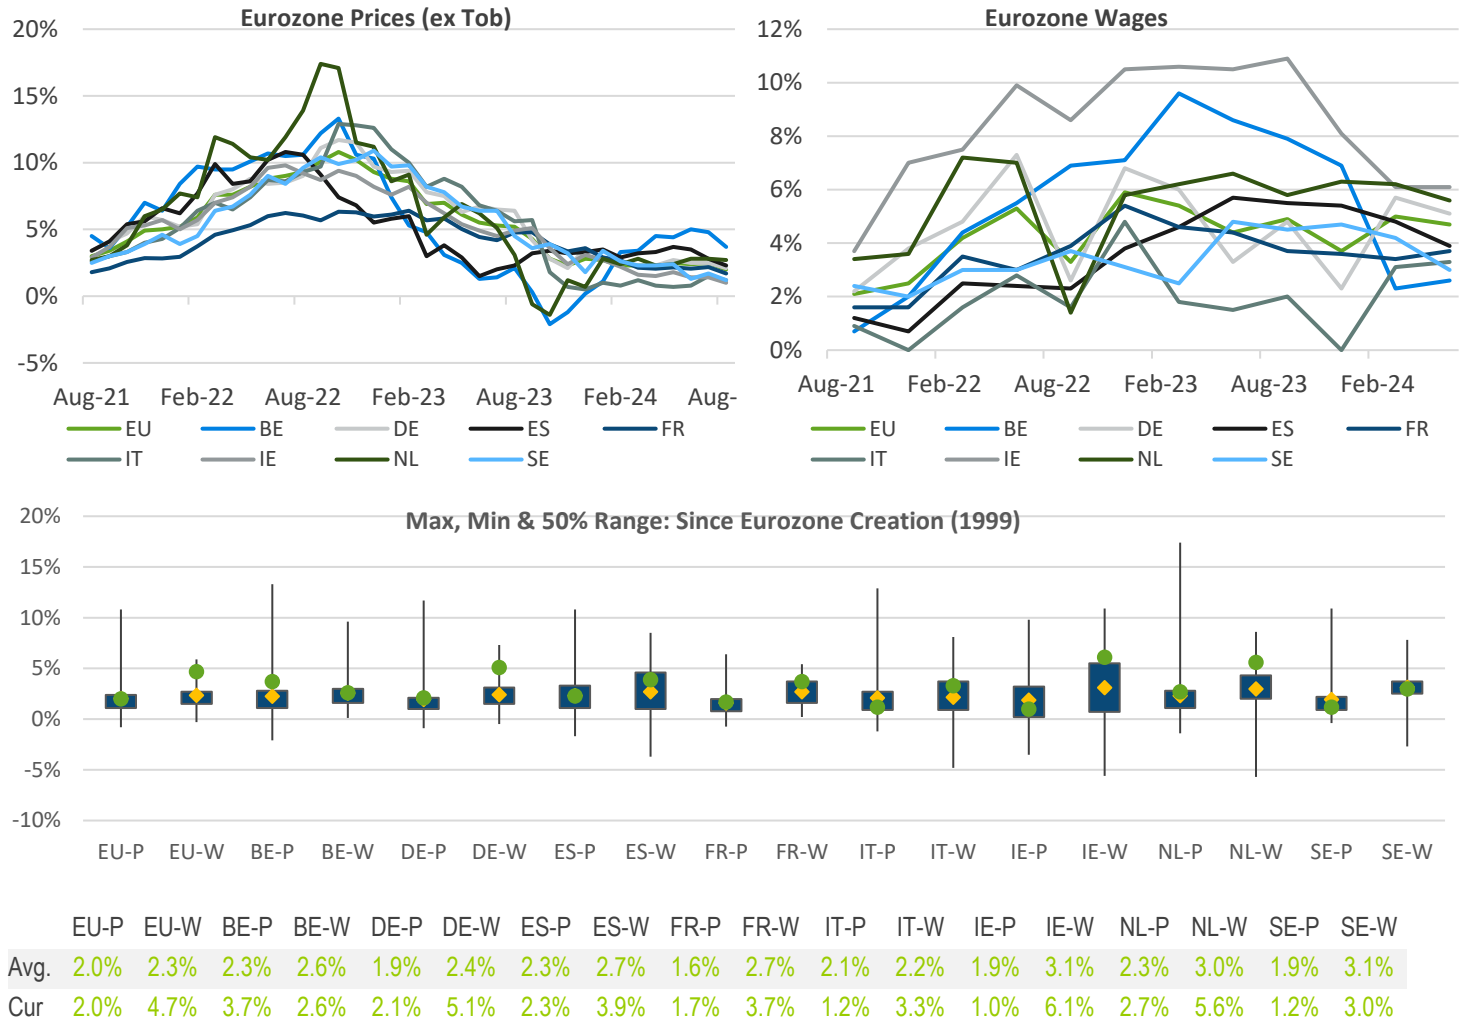 Eurozone Prices (ex Tob)
20%
15%
10%
5%
0%
-5%
Aug-21 Feb-22 Aug-22 Feb-23 Aug-23 Feb-24 Aug-
EU BE DE ES FR
IT IE NL SE
Eurozone Wages
12%
10%
8%
6%
4%
2%
0%
Aug-21 Feb-22 Aug-22 Feb-23 Aug-23 Feb-24
EU BE DE ES FR
IT IE NL SE
Max, Min & 50% Range: Since Eurozone Creation (1999)
20%
15%
10%
5%
0%
-5%
-10%
EU-P EU-W BE-P BE-W DE-P DE-W ES-P ES-W FR-P FR-W IT-P IT-W IE-P IE-W NL-P NL-W SE-P SE-W
EU-P EU-W BE-P BE-W DE-P DE-W ES-P ES-W FR-P FR-W IT-P IT-W IE-P IE-W NL-P NL-W SE-P SE-W
Avg. 2.0% 2.3% 2.3% 2.6% 1.9% 2.4% 2.3% 2.7% 1.6% 2.7% 2.1% 2.2% 1.9% 3.1% 2.3% 3.0% 1.9% 3.1%
Cur 2.0% 4.7% 3.7% 2.6% 2.1% 5.1% 2.3% 3.9% 1.7% 3.7% 1.2% 3.3% 1.0% 6.1% 2.7% 5.6% 1.2% 3.0%